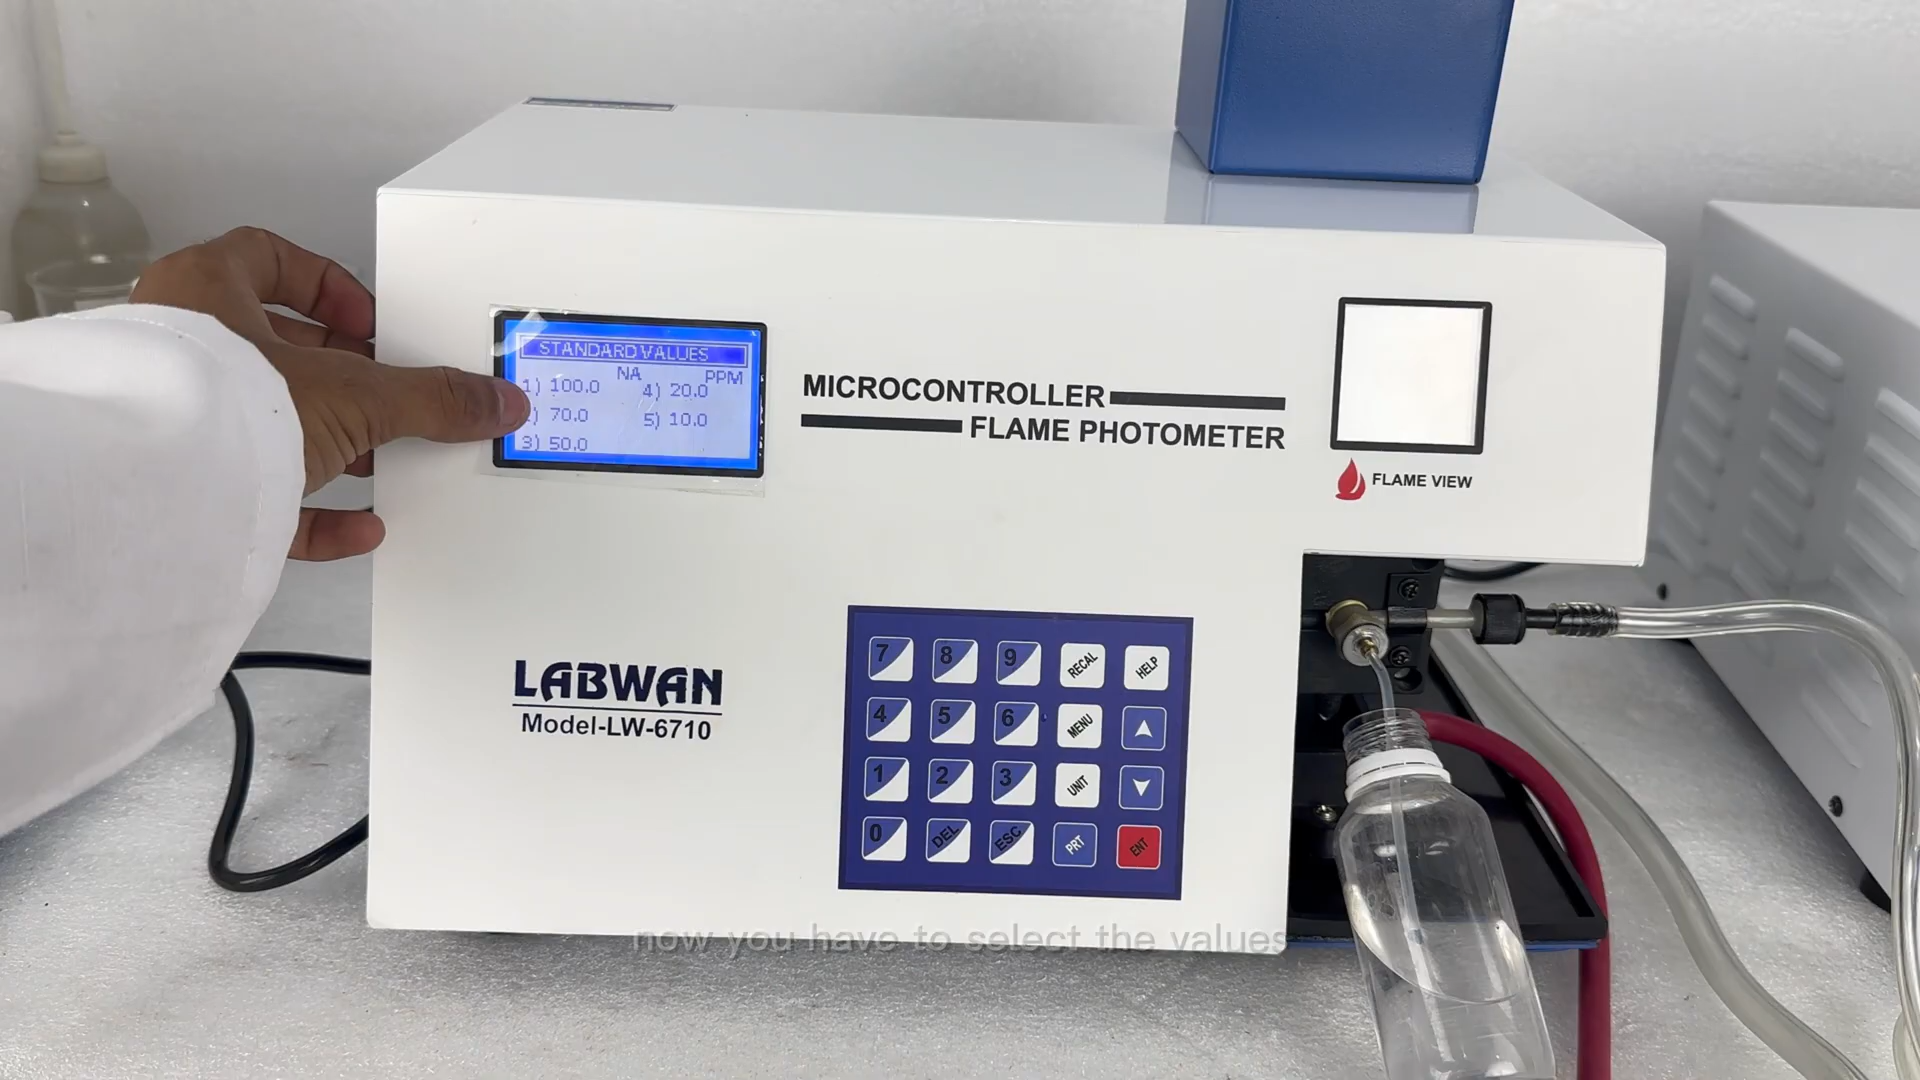 STANDARD VALUES
NA PPM
1) 100.0 4) 20.0
) 70.0 5) 10.0
3) 50.0
MICROCONTROLLER
FLAME PHOTOMETER
FLAME VIEW
LABWAN
Model-LW-6710
7 8 9 RECAL HELP
4 5 6 MENU
1 2 3 UNIT
0 DEL ESC PRT ENT
now you have to select the values